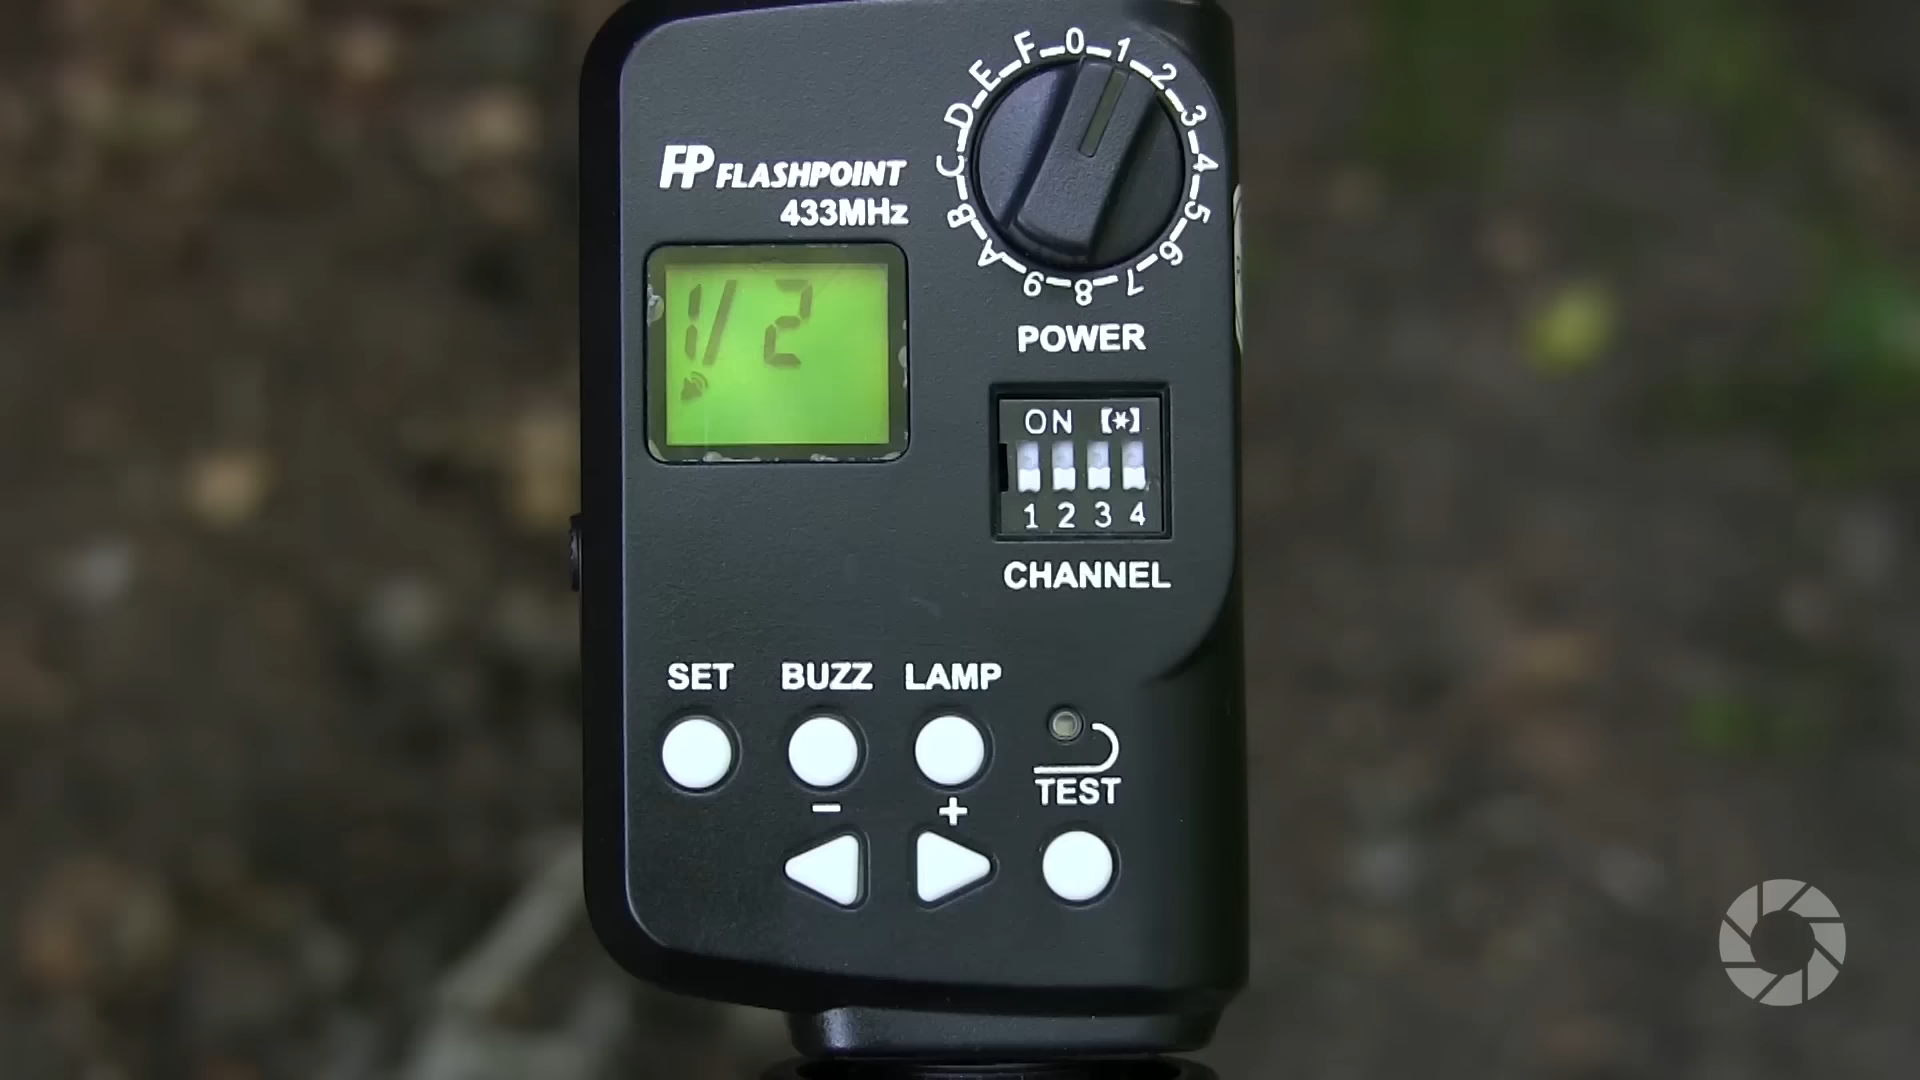 FP FLASHPOINT
433MHz
0 1 2 3 4 5 6 7 8 9 A B C D E F
POWER
1/2
ON [*]
1 2 3 4
CHANNEL
SET BUZZ LAMP
TEST
- +